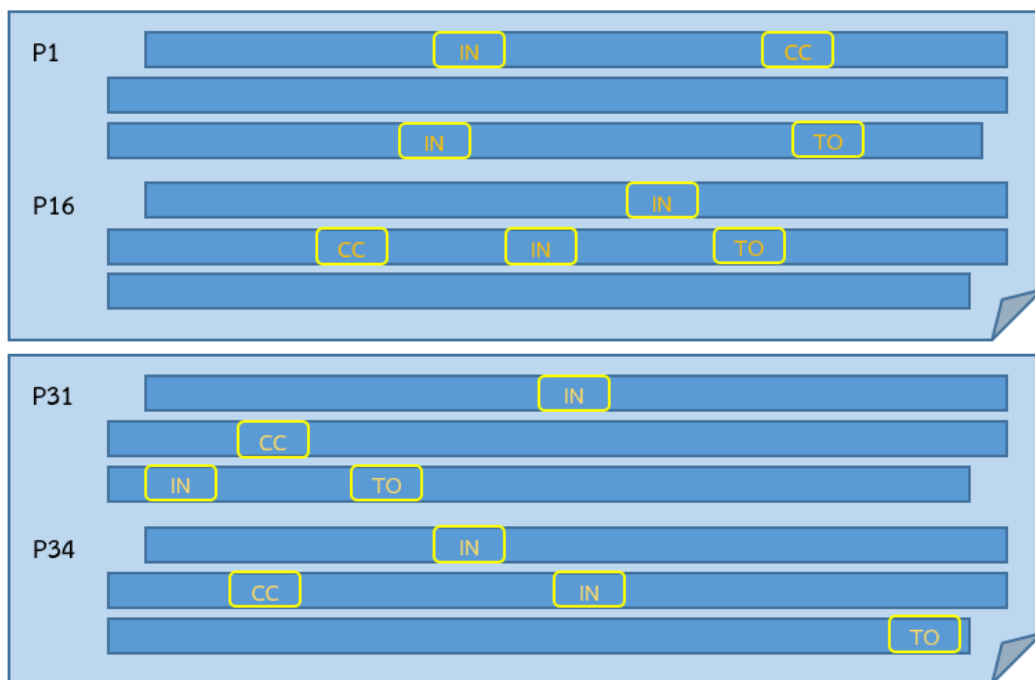 P1 IN CC
IN TO
P16 IN
CC IN TO
P31 IN
CC
IN TO
P34 IN
CC IN
TO